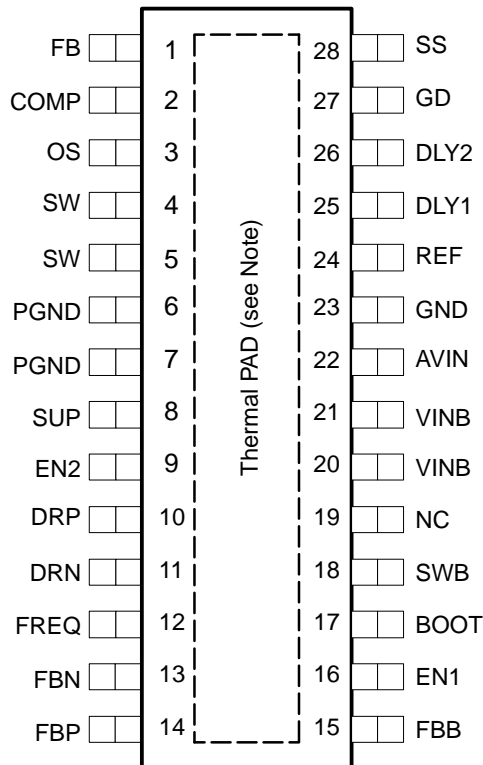 FB 1 28 SS
COMP 2 27 GD
OS 3 26 DLY2
SW 4 25 DLY1
SW 5 24 REF
PGND 6 23 GND
PGND 7 22 AVIN
SUP 8 21 VINB
EN2 9 20 VINB
DRP 10 19 NC
DRN 11 18 SWB
FREQ 12 17 BOOT
FBN 13 16 EN1
FBP 14 15 FBB
Thermal PAD (see Note)